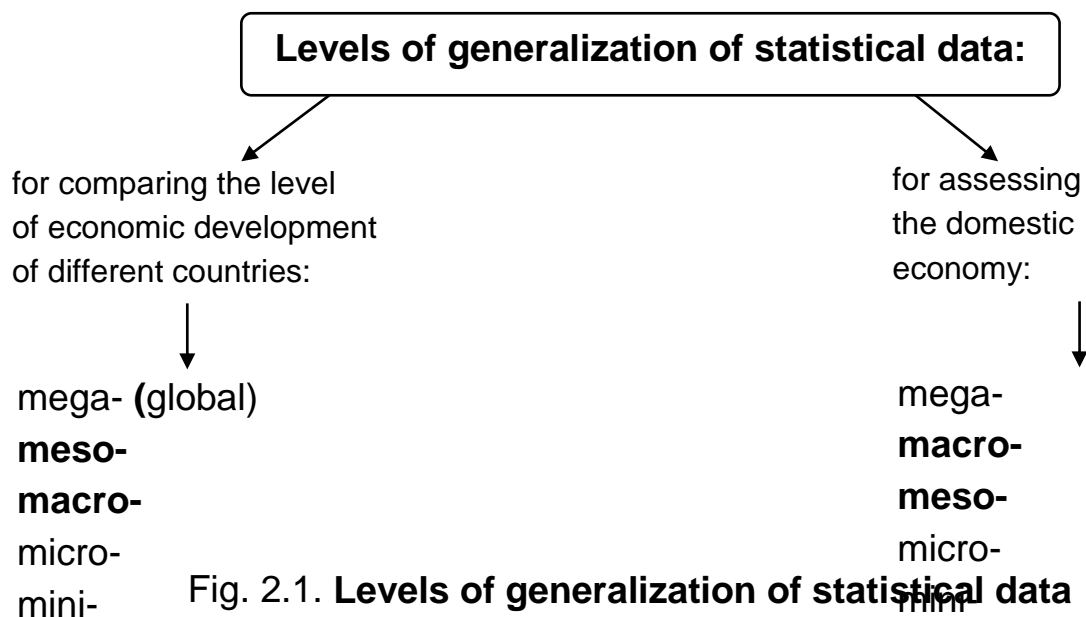 Levels of generalization of statistical data:
for comparing the level
of economic development
of different countries:
mega- (global)
meso-
macro-
micro-
mini-
for assessing
the domestic
economy:
mega-
macro-
meso-
micro-
mini-
Fig. 2.1. Levels of generalization of statistical data